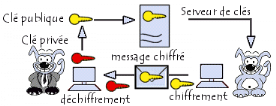 Clé publique
Serveur de clés
Clé privée
message chiffré
déchiffrement
chiffrement